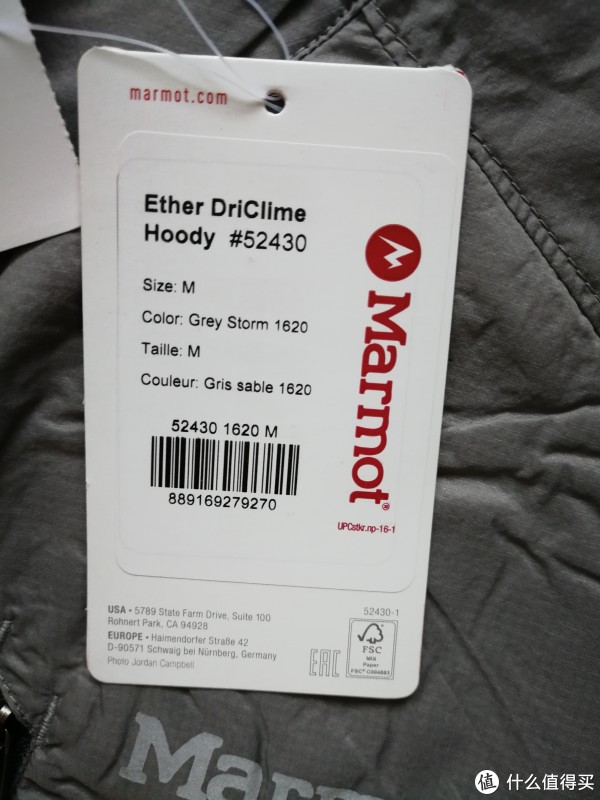 marmot.com
Ether DriClime
Hoody #52430
Size: M
Color: Grey Storm 1620
Taille: M
Couleur: Gris sable 1620
52430 1620 M
889169279270
Marmot®
UPCstkr.np-16-1
USA • 5789 State Farm Drive, Suite 100
Rohnert Park, CA 94928
EUROPE • Haimendorfer Straße 42
D-90571 Schwaig bei Nürnberg, Germany
Photo Jordan Campbell
52430-1
EAC
FSC
MIX
Paper
Marm
值 什么值得买